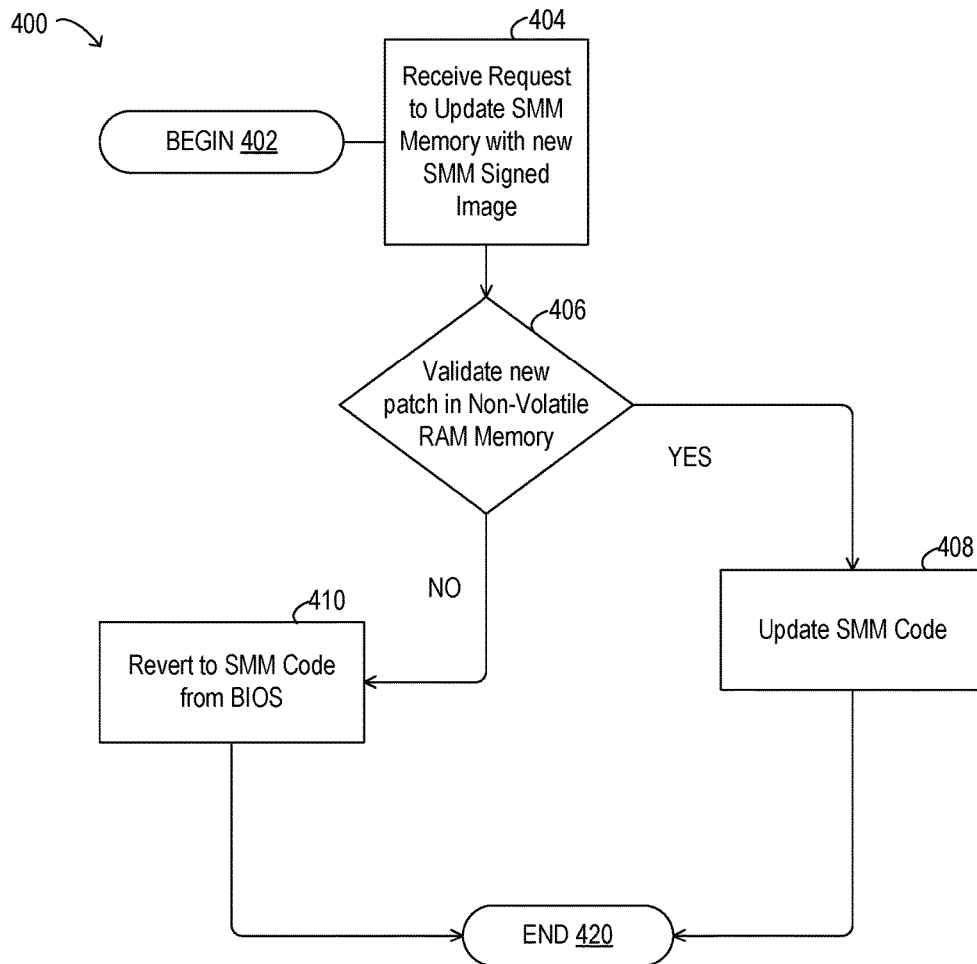 400
404
Receive Request
to Update SMM
Memory with new
SMM Signed
Image
BEGIN 402
406
Validate new
patch in Non-Volatile
RAM Memory
YES
NO
408
Update SMM Code
410
Revert to SMM Code
from BIOS
END 420